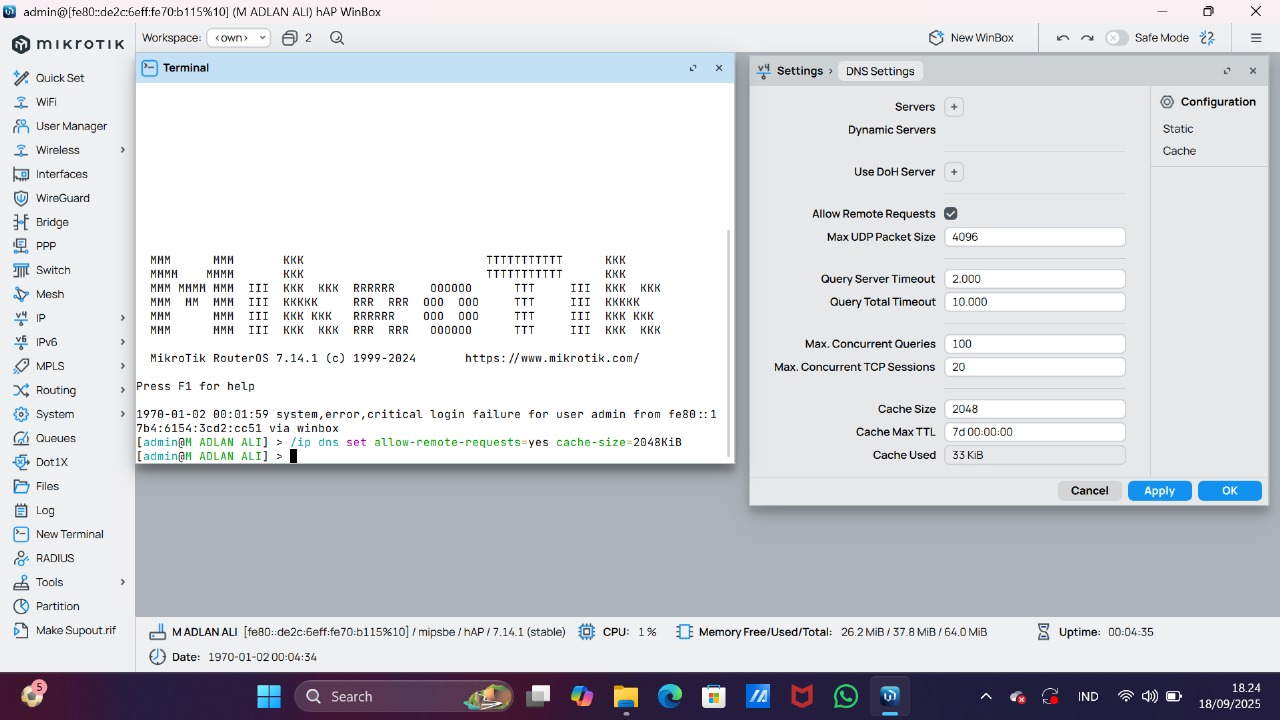 admin@[fe80::de2c:6eff:fe70:b115%10] (M ADLAN ALI) hAP WinBox
MikroTik
Workspace: <own> 2
New WinBox
Safe Mode
Quick Set
WiFi
User Manager
Wireless
Interfaces
WireGuard
Bridge
PPP
Switch
Mesh
IP
IPv6
MPLS
Routing
System
Queues
Dot1X
Files
Log
New Terminal
RADIUS
Tools
Partition
Make Supout.rif
Terminal
  MMM      MMM       KKK                          TTTTTTTTTTT      KKK
  MMMM    MMMM       KKK                          TTTTTTTTTTT      KKK
  MMM MMMM MMM  III  KKK  KKK  RRRRRR     OOOOOO      TTT     III  KKK  KKK
  MMM  MM  MMM  III  KKKKK     RRR  RRR  OOO  OOO     TTT     III  KKKKK
  MMM      MMM  III  KKK KKK   RRRRRR    OOO  OOO     TTT     III  KKK KKK
  MMM      MMM  III  KKK  KKK  RRR  RRR   OOOOOO      TTT     III  KKK  KKK
MikroTik RouterOS 7.14.1 (c) 1999-2024       https://www.mikrotik.com/
Press F1 for help
1970-01-02 00:01:59 system,error,critical login failure for user admin from fe80::1
7b4:6154:3cd2:cc51 via winbox
[admin@M ADLAN ALI] > /ip dns set allow-remote-requests=yes cache-size=2048KiB
[admin@M ADLAN ALI] >
Settings › DNS Settings
Servers +
Dynamic Servers
Use DoH Server +
Allow Remote Requests
Max UDP Packet Size 4096
Query Server Timeout 2.000
Query Total Timeout 10.000
Max. Concurrent Queries 100
Max. Concurrent TCP Sessions 20
Cache Size 2048
Cache Max TTL 7d 00:00:00
Cache Used 33 KiB
Configuration
Static
Cache
Cancel Apply OK
M ADLAN ALI [fe80::de2c:6eff:fe70:b115%10] / mipsbe / hAP / 7.14.1 (stable) CPU: 1 % Memory Free/Used/Total: 26.2 MiB / 37.8 MiB / 64.0 MiB Uptime: 00:04:35
Date: 1970-01-02 00:04:34
5
Search
IND
18.24
18/09/2025